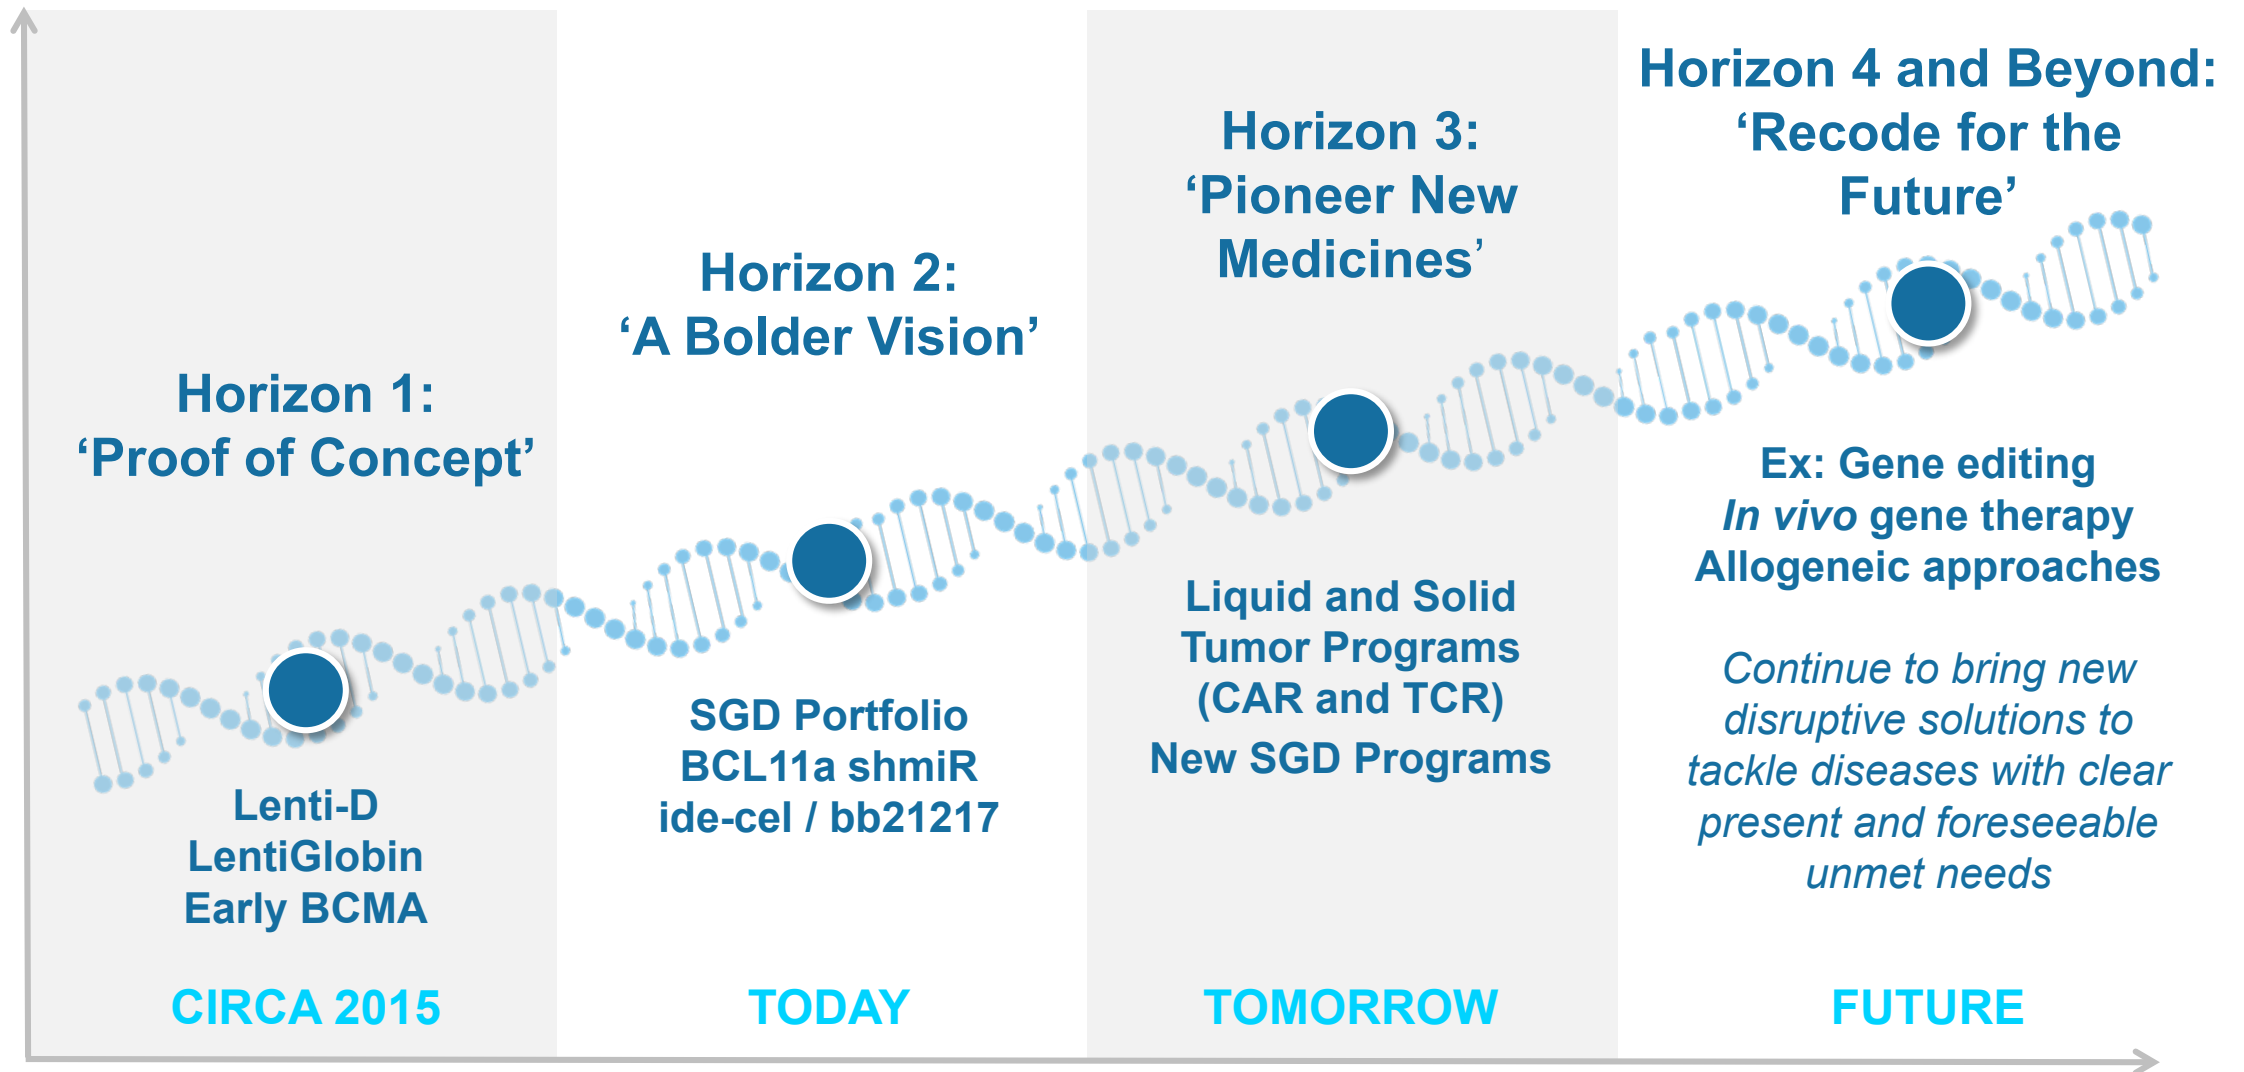 Horizon 1:
‘Proof of Concept’
Lenti-D
LentiGlobin
Early BCMA
CIRCA 2015
Horizon 2:
‘A Bolder Vision’
SGD Portfolio
BCL11a shmiR
ide-cel / bb21217
TODAY
Horizon 3:
‘Pioneer New
Medicines’
Liquid and Solid
Tumor Programs
(CAR and TCR)
New SGD Programs
TOMORROW
Horizon 4 and Beyond:
‘Recode for the
Future’
Ex: Gene editing
In vivo gene therapy
Allogeneic approaches
Continue to bring new
disruptive solutions to
tackle diseases with clear
present and foreseeable
unmet needs
FUTURE